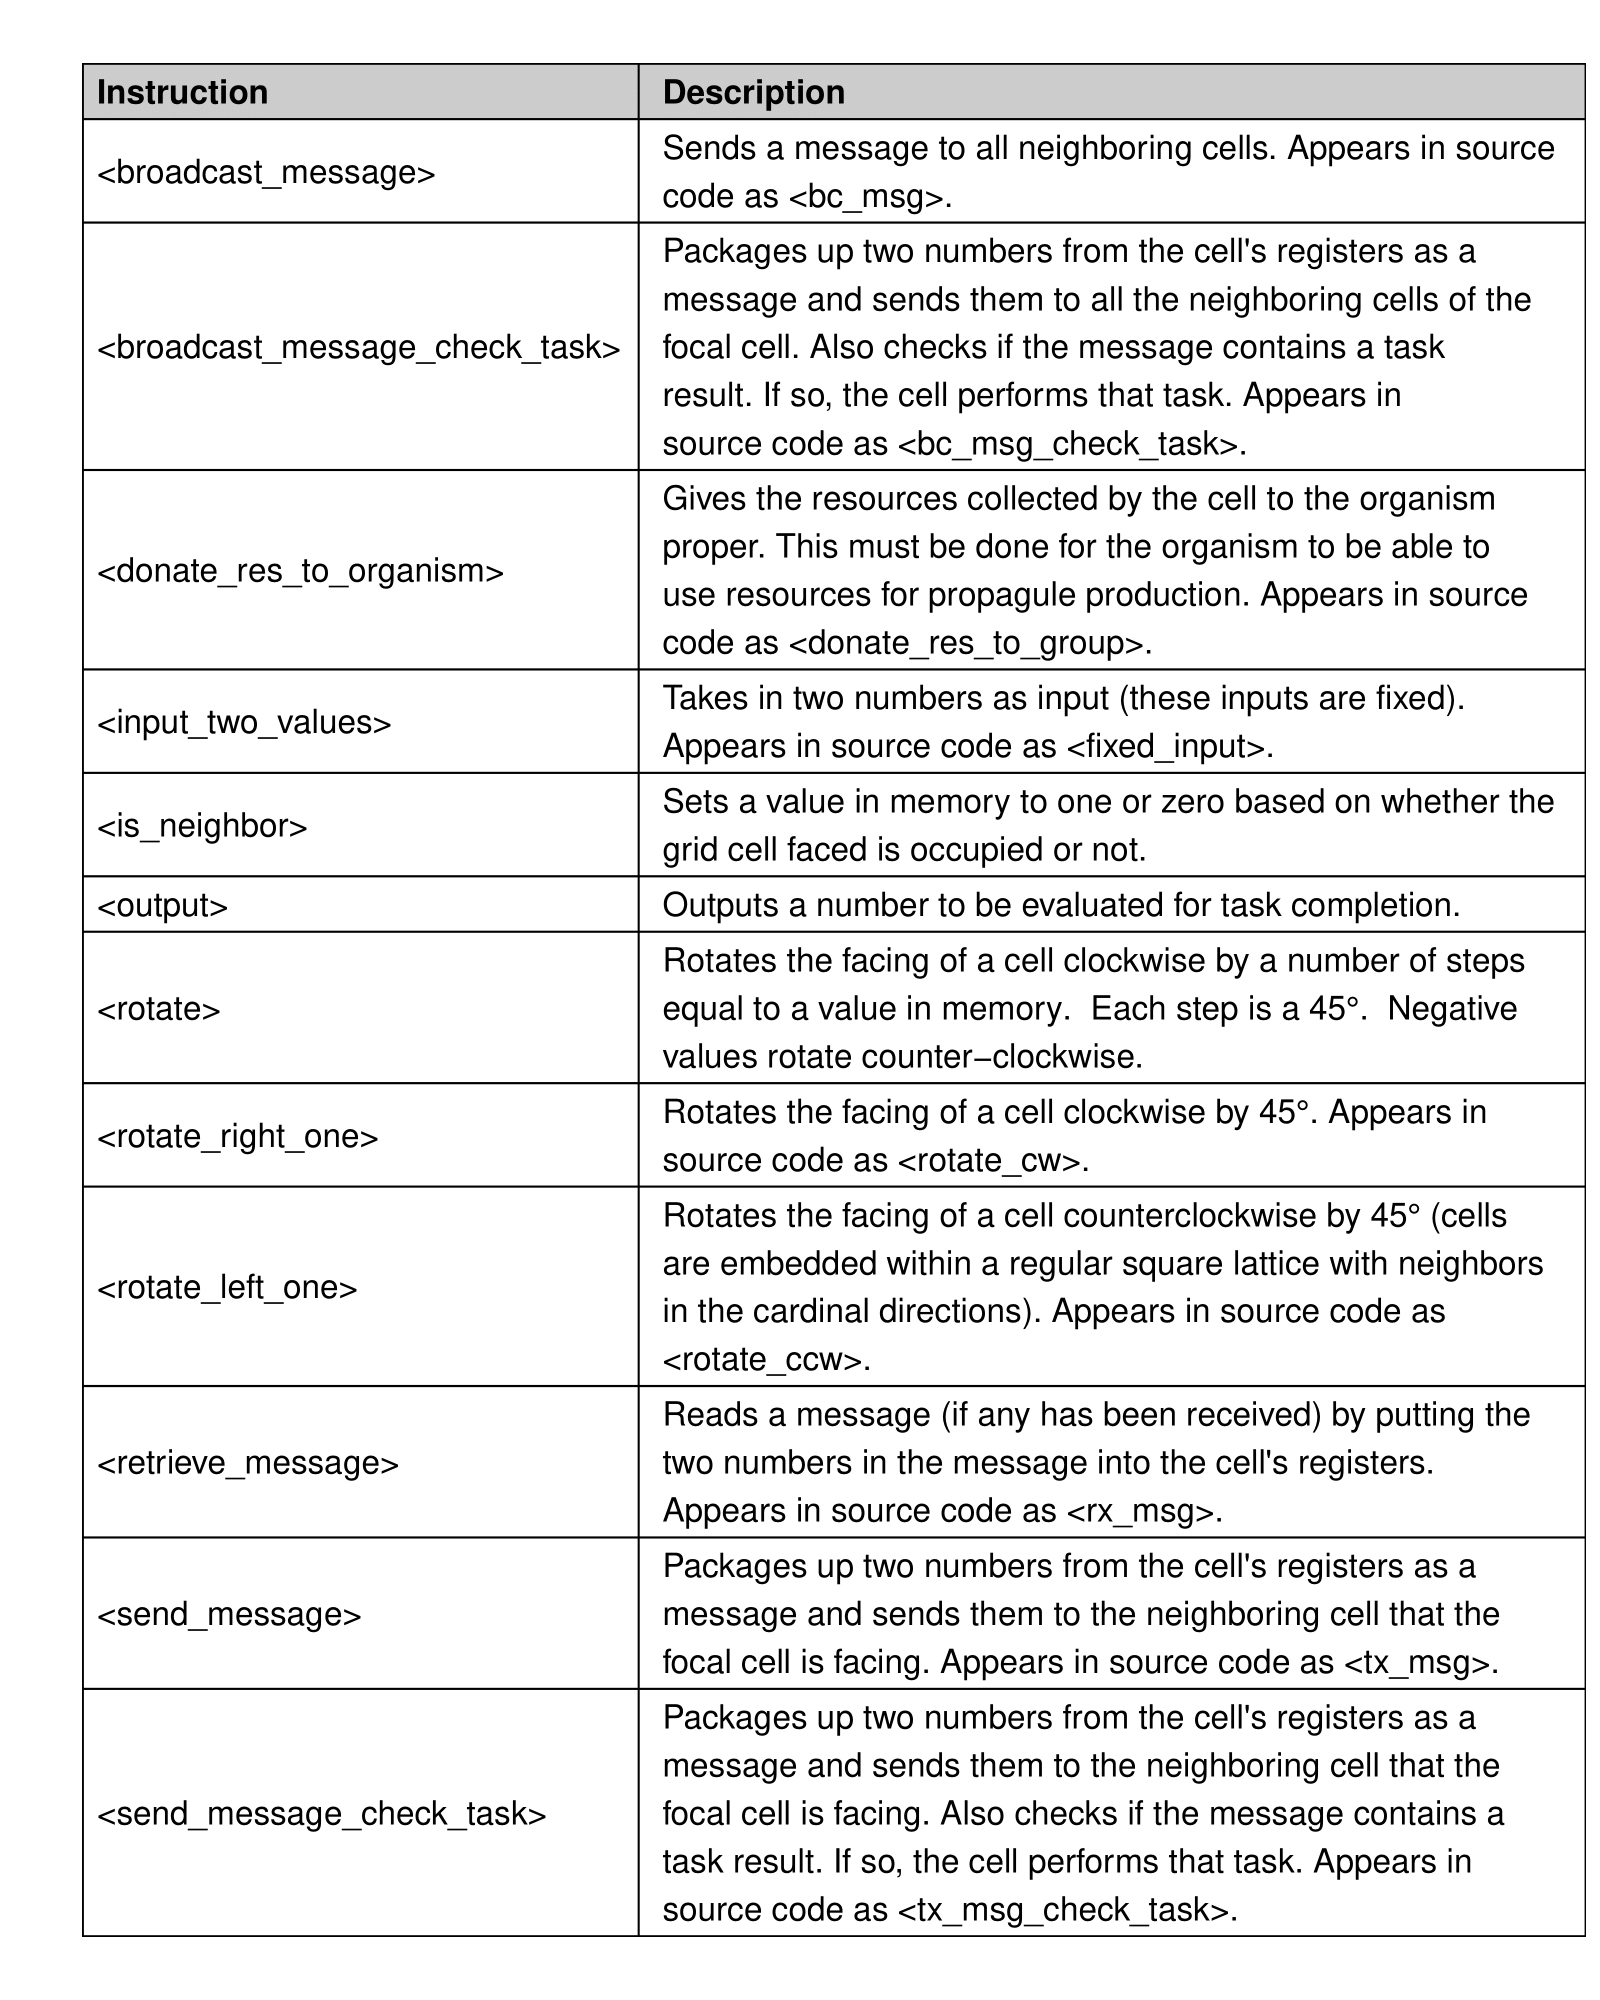 Instruction
Description
<broadcast_message>
Sends a message to all neighboring cells. Appears in source
code as <bc_msg>.
<broadcast_message_check_task>
Packages up two numbers from the cell's registers as a
message and sends them to all the neighboring cells of the
focal cell. Also checks if the message contains a task
result. If so, the cell performs that task. Appears in
source code as <bc_msg_check_task>.
<donate_res_to_organism>
Gives the resources collected by the cell to the organism
proper. This must be done for the organism to be able to
use resources for propagule production. Appears in source
code as <donate_res_to_group>.
<input_two_values>
Takes in two numbers as input (these inputs are fixed).
Appears in source code as <fixed_input>.
<is_neighbor>
Sets a value in memory to one or zero based on whether the
grid cell faced is occupied or not.
<output>
Outputs a number to be evaluated for task completion.
<rotate>
Rotates the facing of a cell clockwise by a number of steps
equal to a value in memory.  Each step is a 45°.  Negative
values rotate counter−clockwise.
<rotate_right_one>
Rotates the facing of a cell clockwise by 45°. Appears in
source code as <rotate_cw>.
<rotate_left_one>
Rotates the facing of a cell counterclockwise by 45° (cells
are embedded within a regular square lattice with neighbors
in the cardinal directions). Appears in source code as
<rotate_ccw>.
<retrieve_message>
Reads a message (if any has been received) by putting the
two numbers in the message into the cell's registers.
Appears in source code as <rx_msg>.
<send_message>
Packages up two numbers from the cell's registers as a
message and sends them to the neighboring cell that the
focal cell is facing. Appears in source code as <tx_msg>.
<send_message_check_task>
Packages up two numbers from the cell's registers as a
message and sends them to the neighboring cell that the
focal cell is facing. Also checks if the message contains a
task result. If so, the cell performs that task. Appears in
source code as <tx_msg_check_task>.